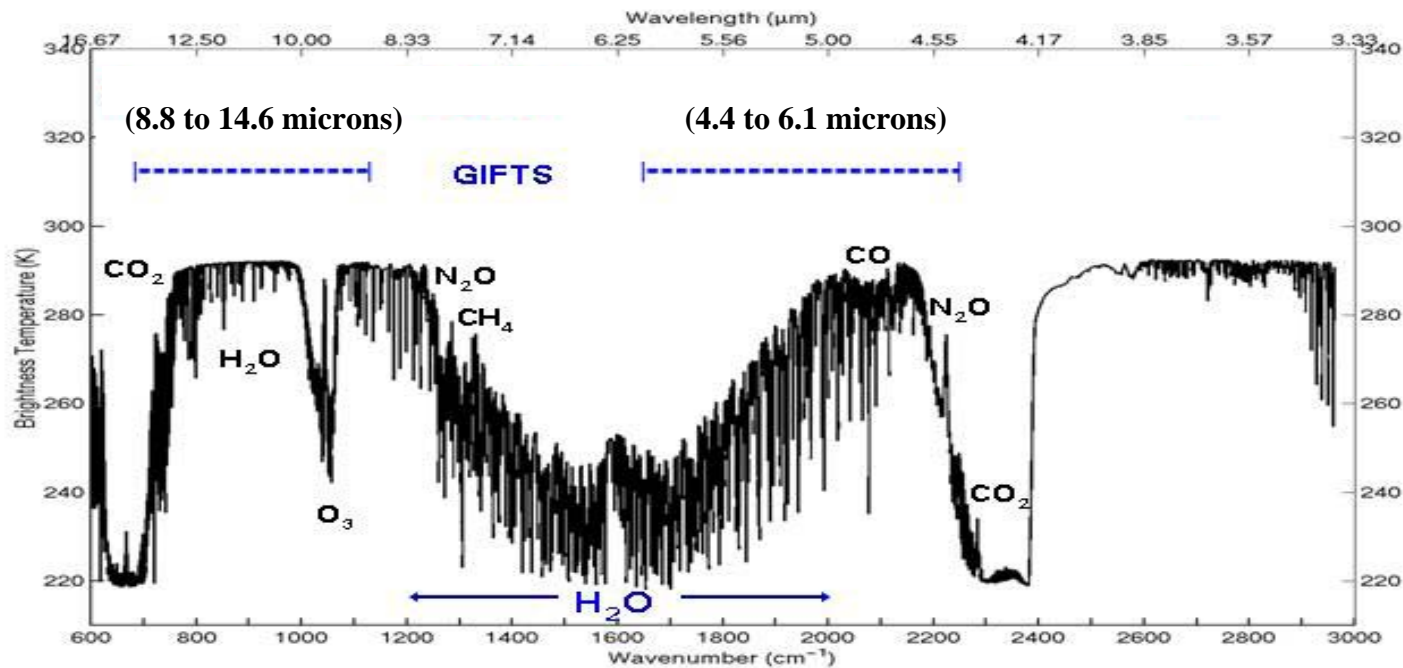 Wavelength (μm)
16.67 12.50 10.00 8.33 7.14 6.25 5.56 5.00 4.55 4.17 3.85 3.57 3.33
340 340
(8.8 to 14.6 microns) (4.4 to 6.1 microns)
320 320
GIFTS
300 300
CO₂ N₂O CO N₂O
280 CH₄ 280
H₂O
260 260
240 CO₂ 240
O₃
220 220
H₂O
Brightness Temperature (K)
600 800 1000 1200 1400 1600 1800 2000 2200 2400 2600 2800 3000
Wavenumber (cm⁻¹)